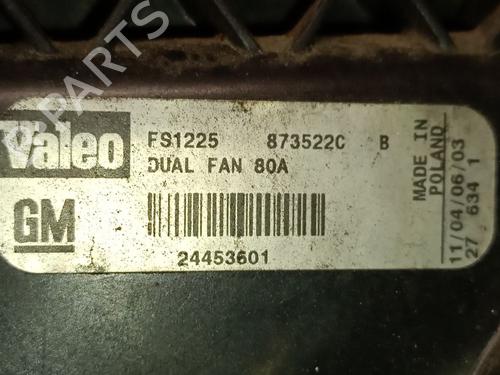 Valeo
FS1225 873522C B
DUAL FAN 80A
GM
24453601
MADE IN
POLAND
11/04/06/03
27 634 1
B-PARTS